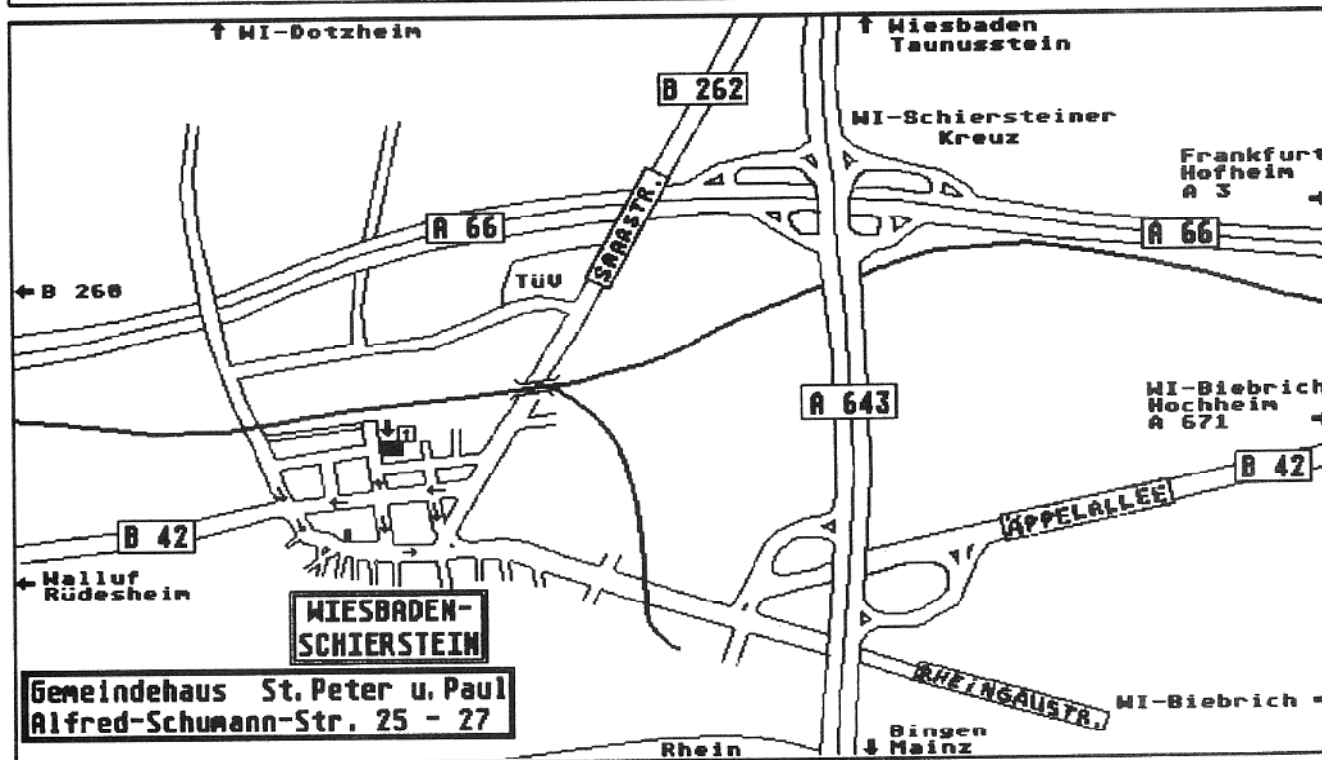 ↑ WI-Dotzheim
↑ Wiesbaden
Taunusstein
B 262
WI-Schiersteiner
Kreuz
Frankfurt
Hofheim
A 3 →
SAARSTR.
A 66
A 66
TüV
← B 260
A 643
WI-Biebrich
Hochheim
A 671 →
1
B 42
ÄPPELALLEE
B 42
← Walluf
Rüdesheim
WIESBADEN-
SCHIERSTEIN
Gemeindehaus St. Peter u. Paul
Alfred-Schumann-Str. 25 - 27
RHEINGAUSTR.
WI-Biebrich
Bingen
↓ Mainz
Rhein